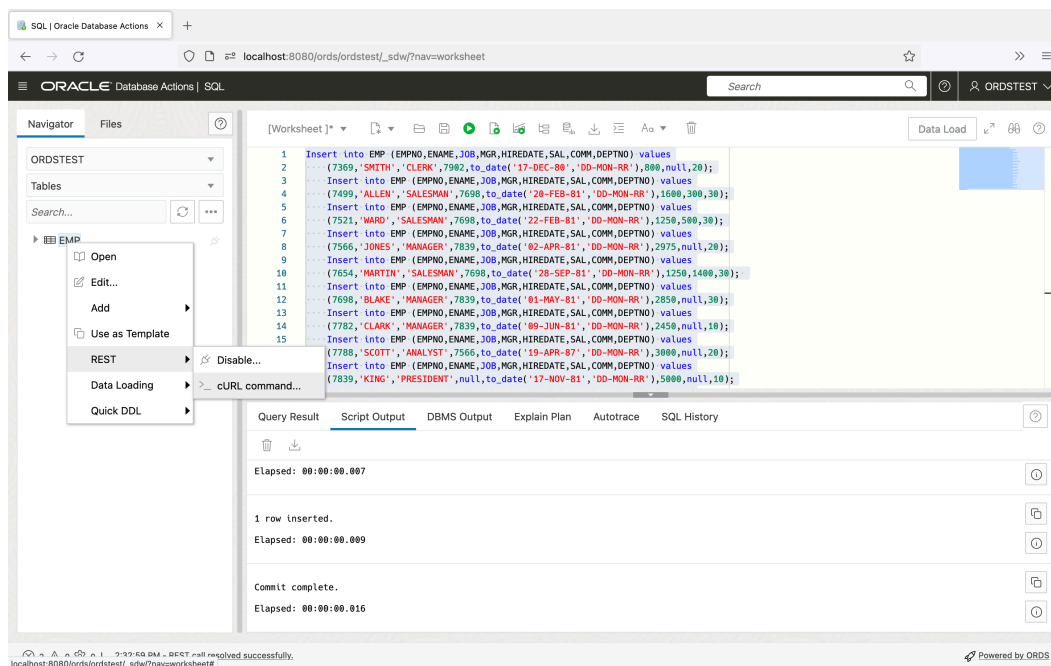 SQL | Oracle Database Actions
localhost:8080/ords/ordstest/_sdw/?nav=worksheet
ORACLE Database Actions | SQL
Search
ORDSTEST
Navigator
Files
ORDSTEST
Tables
Search...
EMP
Open
Edit...
Add
Use as Template
REST
Data Loading
Quick DDL
Disable...
>_ cURL command...
[Worksheet ]*
Aa
Data Load
1 Insert into EMP (EMPNO,ENAME,JOB,MGR,HIREDATE,SAL,COMM,DEPTNO) values
2 (7369,'SMITH','CLERK',7902,to_date('17-DEC-80','DD-MON-RR'),800,null,20);
3 Insert into EMP (EMPNO,ENAME,JOB,MGR,HIREDATE,SAL,COMM,DEPTNO) values
4 (7499,'ALLEN','SALESMAN',7698,to_date('20-FEB-81','DD-MON-RR'),1600,300,30);
5 Insert into EMP (EMPNO,ENAME,JOB,MGR,HIREDATE,SAL,COMM,DEPTNO) values
6 (7521,'WARD','SALESMAN',7698,to_date('22-FEB-81','DD-MON-RR'),1250,500,30);
7 Insert into EMP (EMPNO,ENAME,JOB,MGR,HIREDATE,SAL,COMM,DEPTNO) values
8 (7566,'JONES','MANAGER',7839,to_date('02-APR-81','DD-MON-RR'),2975,null,20);
9 Insert into EMP (EMPNO,ENAME,JOB,MGR,HIREDATE,SAL,COMM,DEPTNO) values
10 (7654,'MARTIN','SALESMAN',7698,to_date('28-SEP-81','DD-MON-RR'),1250,1400,30);
11 Insert into EMP (EMPNO,ENAME,JOB,MGR,HIREDATE,SAL,COMM,DEPTNO) values
12 (7698,'BLAKE','MANAGER',7839,to_date('01-MAY-81','DD-MON-RR'),2850,null,30);
13 Insert into EMP (EMPNO,ENAME,JOB,MGR,HIREDATE,SAL,COMM,DEPTNO) values
14 (7782,'CLARK','MANAGER',7839,to_date('09-JUN-81','DD-MON-RR'),2450,null,10);
15 Insert into EMP (EMPNO,ENAME,JOB,MGR,HIREDATE,SAL,COMM,DEPTNO) values
(7788,'SCOTT','ANALYST',7566,to_date('19-APR-87','DD-MON-RR'),3000,null,20);
Insert into EMP (EMPNO,ENAME,JOB,MGR,HIREDATE,SAL,COMM,DEPTNO) values
(7839,'KING','PRESIDENT',null,to_date('17-NOV-81','DD-MON-RR'),5000,null,10);
Query Result
Script Output
DBMS Output
Explain Plan
Autotrace
SQL History
Elapsed: 00:00:00.007
1 row inserted.
Elapsed: 00:00:00.009
Commit complete.
Elapsed: 00:00:00.016
2:32:59 PM - REST call resolved successfully.
Powered by ORDS
localhost:8080/ords/ordstest/_sdw/?nav=worksheet#